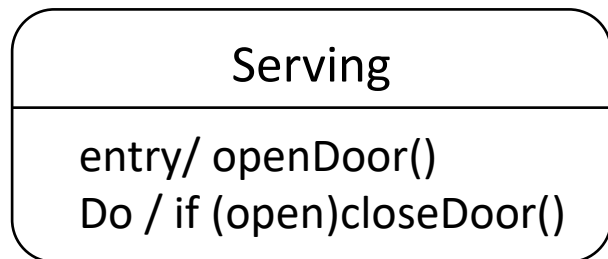 Serving
entry/ openDoor()
Do / if (open)closeDoor()